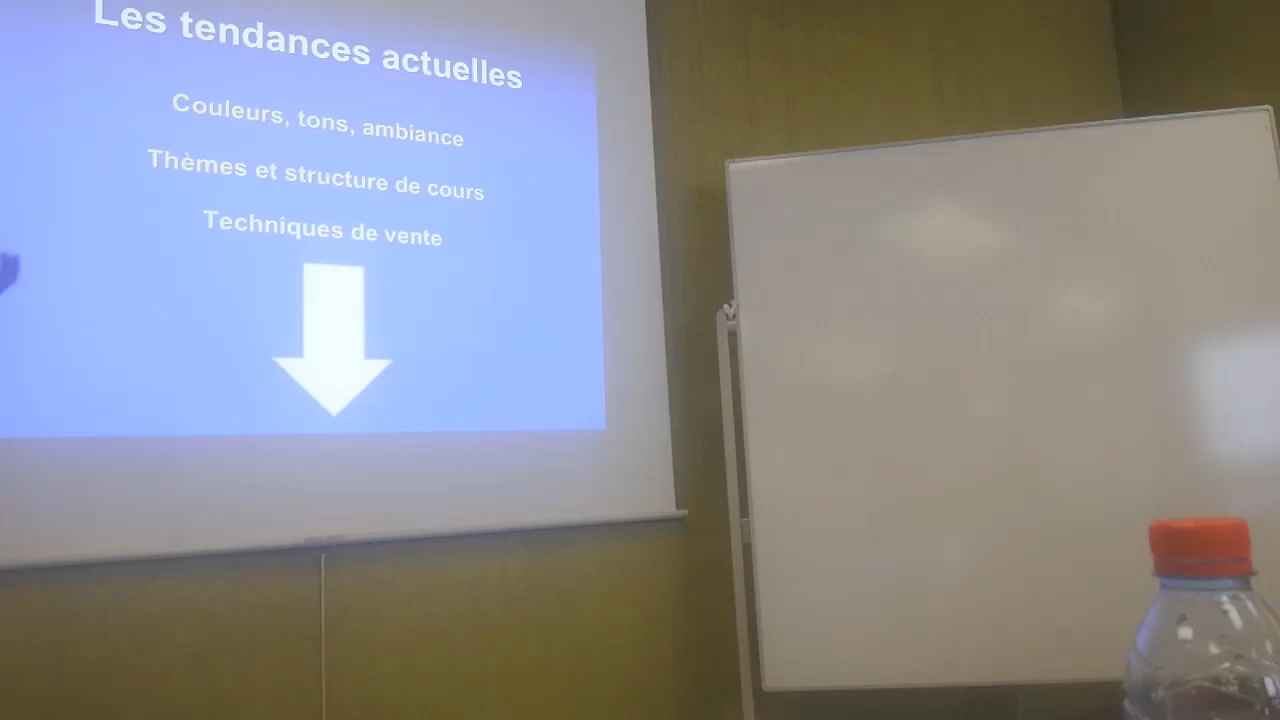 Les tendances actuelles
Couleurs, tons, ambiance
Thèmes et structure de cours
Techniques de vente